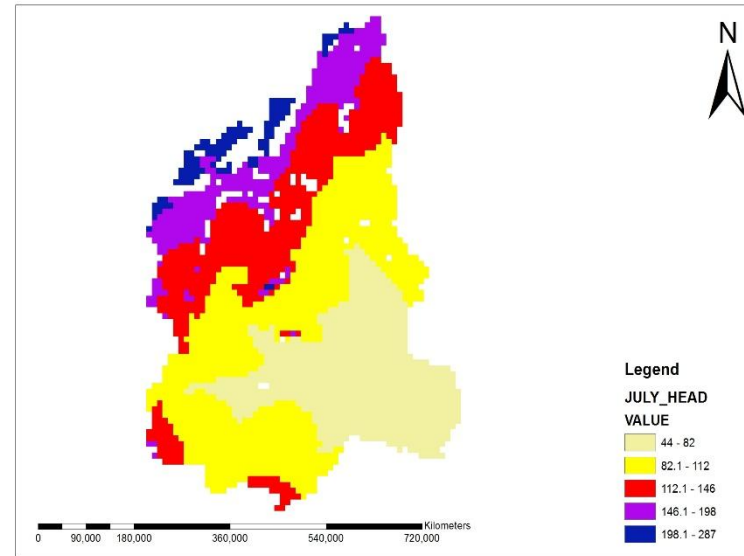 N
Legend
JULY_HEAD
VALUE
44 - 82
82.1 - 112
112.1 - 146
146.1 - 198
198.1 - 287
Kilometers
0 90,000 180,000 360,000 540,000 720,000